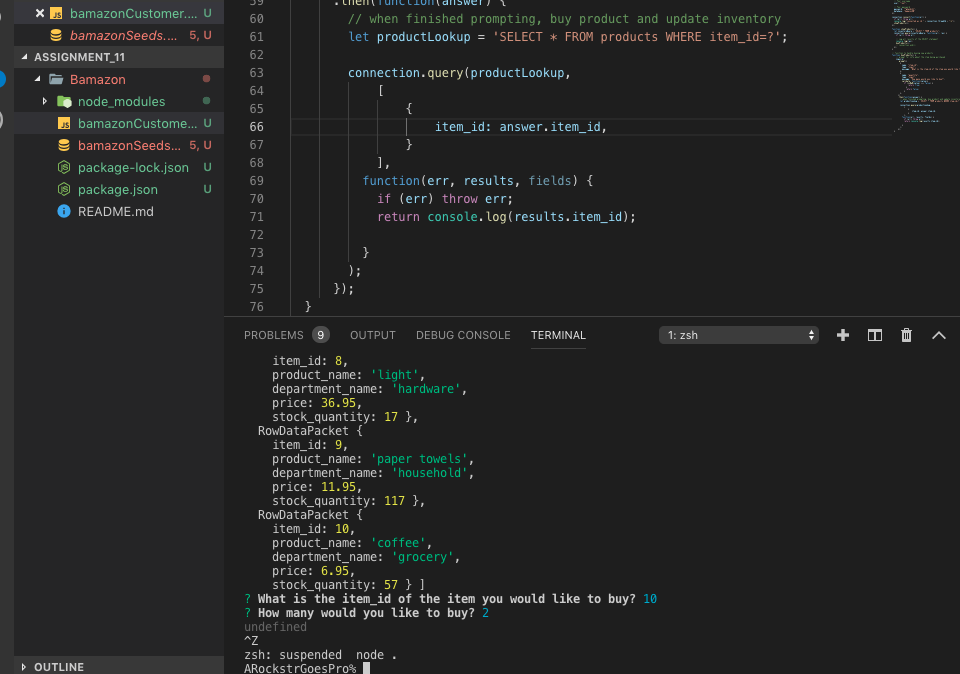 bamazonCustomer.... U
bamazonSeeds.... 5, U
ASSIGNMENT_11
Bamazon
node_modules
bamazonCustome... U
bamazonSeeds... 5, U
package-lock.json U
package.json U
README.md
OUTLINE
59 .then(function(answer) {
60 // when finished prompting, buy product and update inventory
61 let productLookup = 'SELECT * FROM products WHERE item_id=?';
62
63 connection.query(productLookup,
64 [
65 {
66 item_id: answer.item_id,
67 }
68 ],
69 function(err, results, fields) {
70 if (err) throw err;
71 return console.log(results.item_id);
72
73 }
74 );
75 });
76 }
PROBLEMS 9 OUTPUT DEBUG CONSOLE TERMINAL 1: zsh
item_id: 8,
product_name: 'light',
department_name: 'hardware',
price: 36.95,
stock_quantity: 17 },
RowDataPacket {
item_id: 9,
product_name: 'paper towels',
department_name: 'household',
price: 11.95,
stock_quantity: 117 },
RowDataPacket {
item_id: 10,
product_name: 'coffee',
department_name: 'grocery',
price: 6.95,
stock_quantity: 57 } ]
? What is the item_id of the item you would like to buy? 10
? How many would you like to buy? 2
undefined
^Z
zsh: suspended  node .
ARockstrGoesPro%